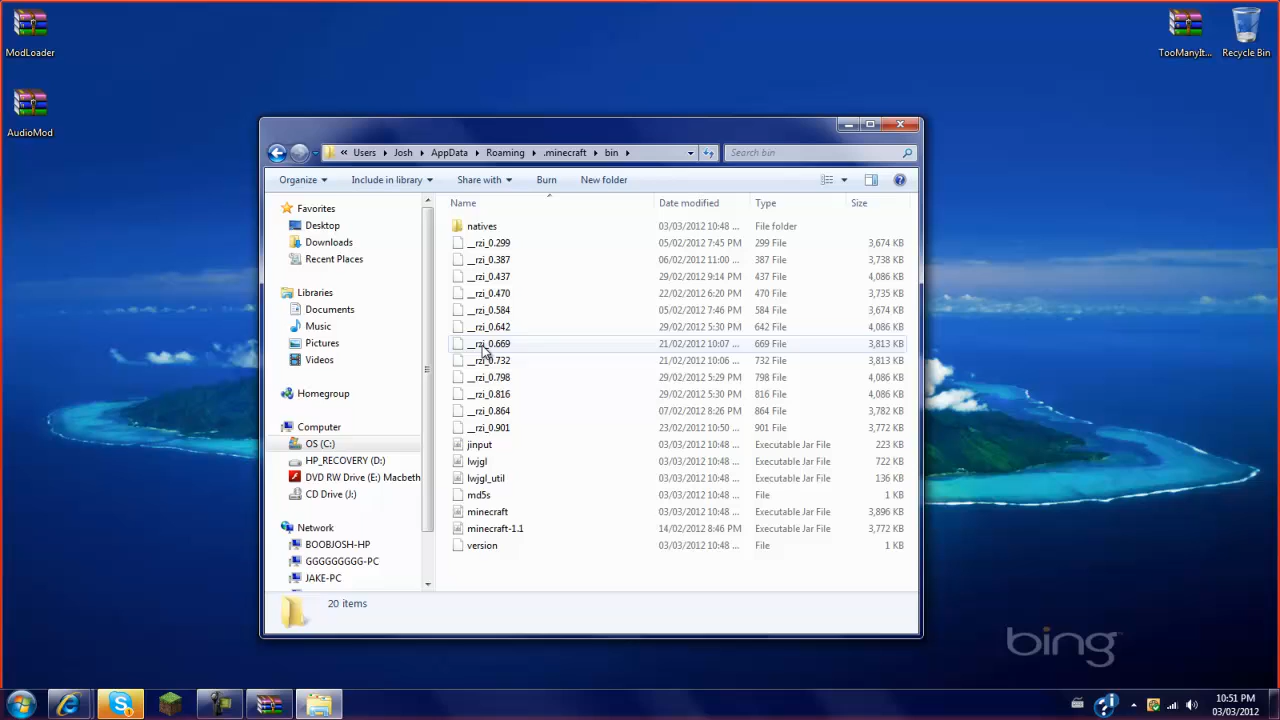 ModLoader
AudioMod
TooManyIt...
Recycle Bin
« Users ▸ Josh ▸ AppData ▸ Roaming ▸ .minecraft ▸ bin ▸
Search bin
Organize ▾ Include in library ▾ Share with ▾ Burn New folder
Favorites
Desktop
Downloads
Recent Places
Libraries
Documents
Music
Pictures
Videos
Homegroup
Computer
OS (C:)
HP_RECOVERY (D:)
DVD RW Drive (E:) Macbeth
CD Drive (J:)
Network
BOOBJOSH-HP
GGGGGGGGG-PC
JAKE-PC
Name Date modified Type Size
natives 03/03/2012 10:48 ... File folder
__rzi_0.299 05/02/2012 7:45 PM 299 File 3,674 KB
__rzi_0.387 06/02/2012 11:00 ... 387 File 3,738 KB
__rzi_0.437 29/02/2012 9:14 PM 437 File 4,086 KB
__rzi_0.470 22/02/2012 6:20 PM 470 File 3,735 KB
__rzi_0.584 05/02/2012 7:46 PM 584 File 3,674 KB
__rzi_0.642 29/02/2012 5:30 PM 642 File 4,086 KB
__rzi_0.669 21/02/2012 10:07 ... 669 File 3,813 KB
__rzi_0.732 21/02/2012 10:06 ... 732 File 3,813 KB
__rzi_0.798 29/02/2012 5:29 PM 798 File 4,086 KB
__rzi_0.816 29/02/2012 5:30 PM 816 File 4,086 KB
__rzi_0.864 07/02/2012 8:26 PM 864 File 3,782 KB
__rzi_0.901 23/02/2012 10:50 ... 901 File 3,772 KB
jinput 03/03/2012 10:48 ... Executable Jar File 223 KB
lwjgl 03/03/2012 10:48 ... Executable Jar File 722 KB
lwjgl_util 03/03/2012 10:48 ... Executable Jar File 136 KB
md5s 03/03/2012 10:48 ... File 1 KB
minecraft 03/03/2012 10:48 ... Executable Jar File 3,896 KB
minecraft-1.1 14/02/2012 8:46 PM Executable Jar File 3,772 KB
version 03/03/2012 10:48 ... File 1 KB
20 items
bing
10:51 PM
03/03/2012